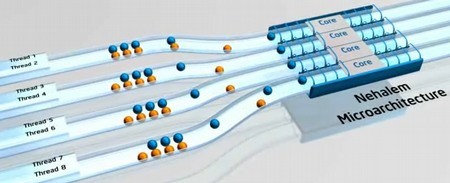 Thread 1
Thread 2
Thread 3
Thread 4
Thread 5
Thread 6
Thread 7
Thread 8
Core
Core
Core
Core
Nehalem
Microarchitecture